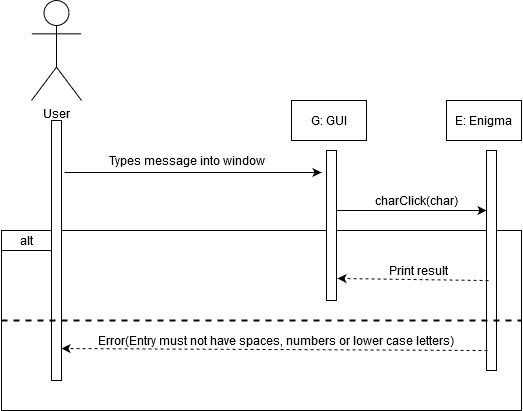 User
G: GUI
E: Enigma
Types message into window
charClick(char)
alt
Print result
Error(Entry must not have spaces, numbers or lower case letters)